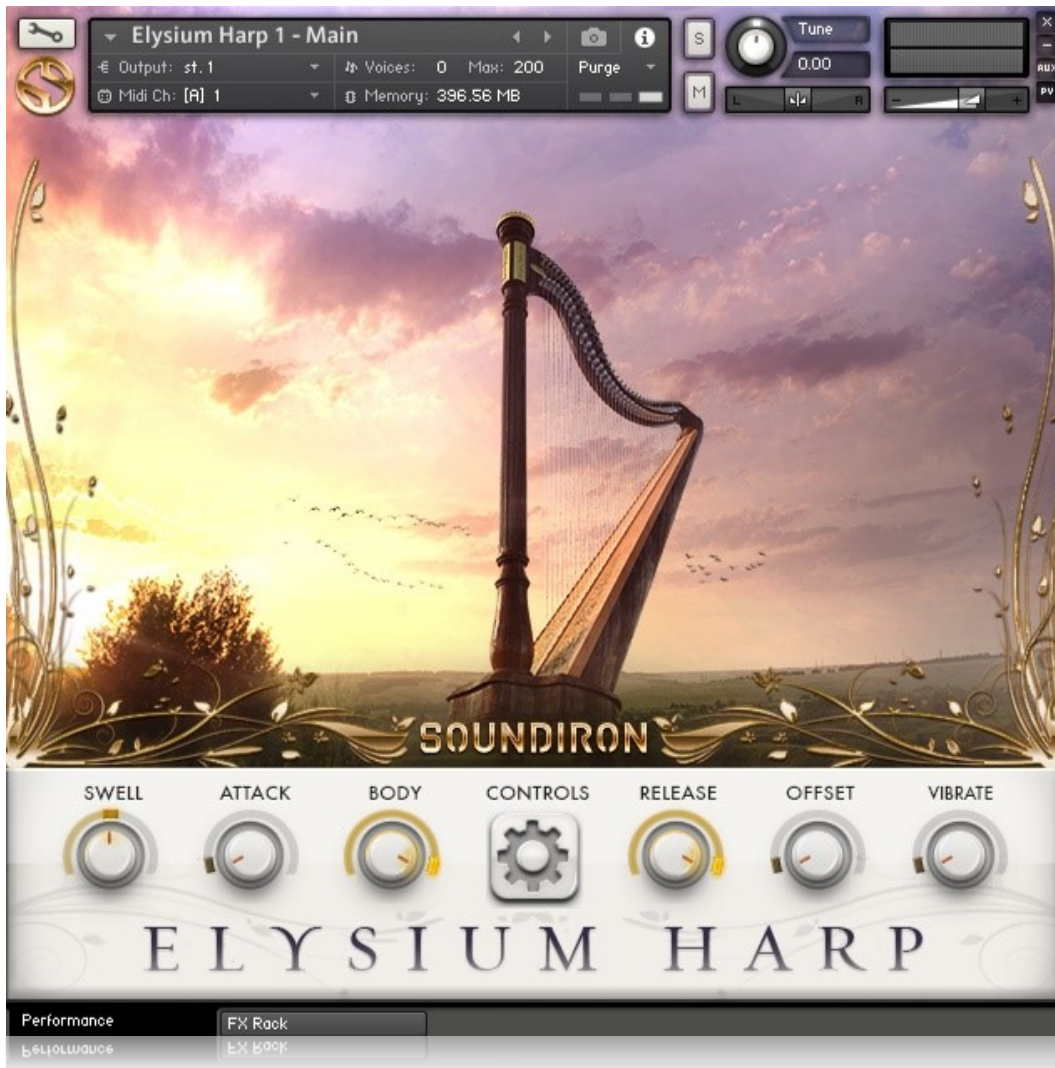 Elysium Harp 1 - Main
Output: st. 1
Voices: 0 Max: 200
Purge
Midi Ch: [A] 1
Memory: 396.56 MB
S
M
Tune
0.00
L R
- +
×
-
AUX
PV
SOUNDIRON
SWELL ATTACK BODY CONTROLS RELEASE OFFSET VIBRATE
ELYSIUM HARP
Performance FX Rack